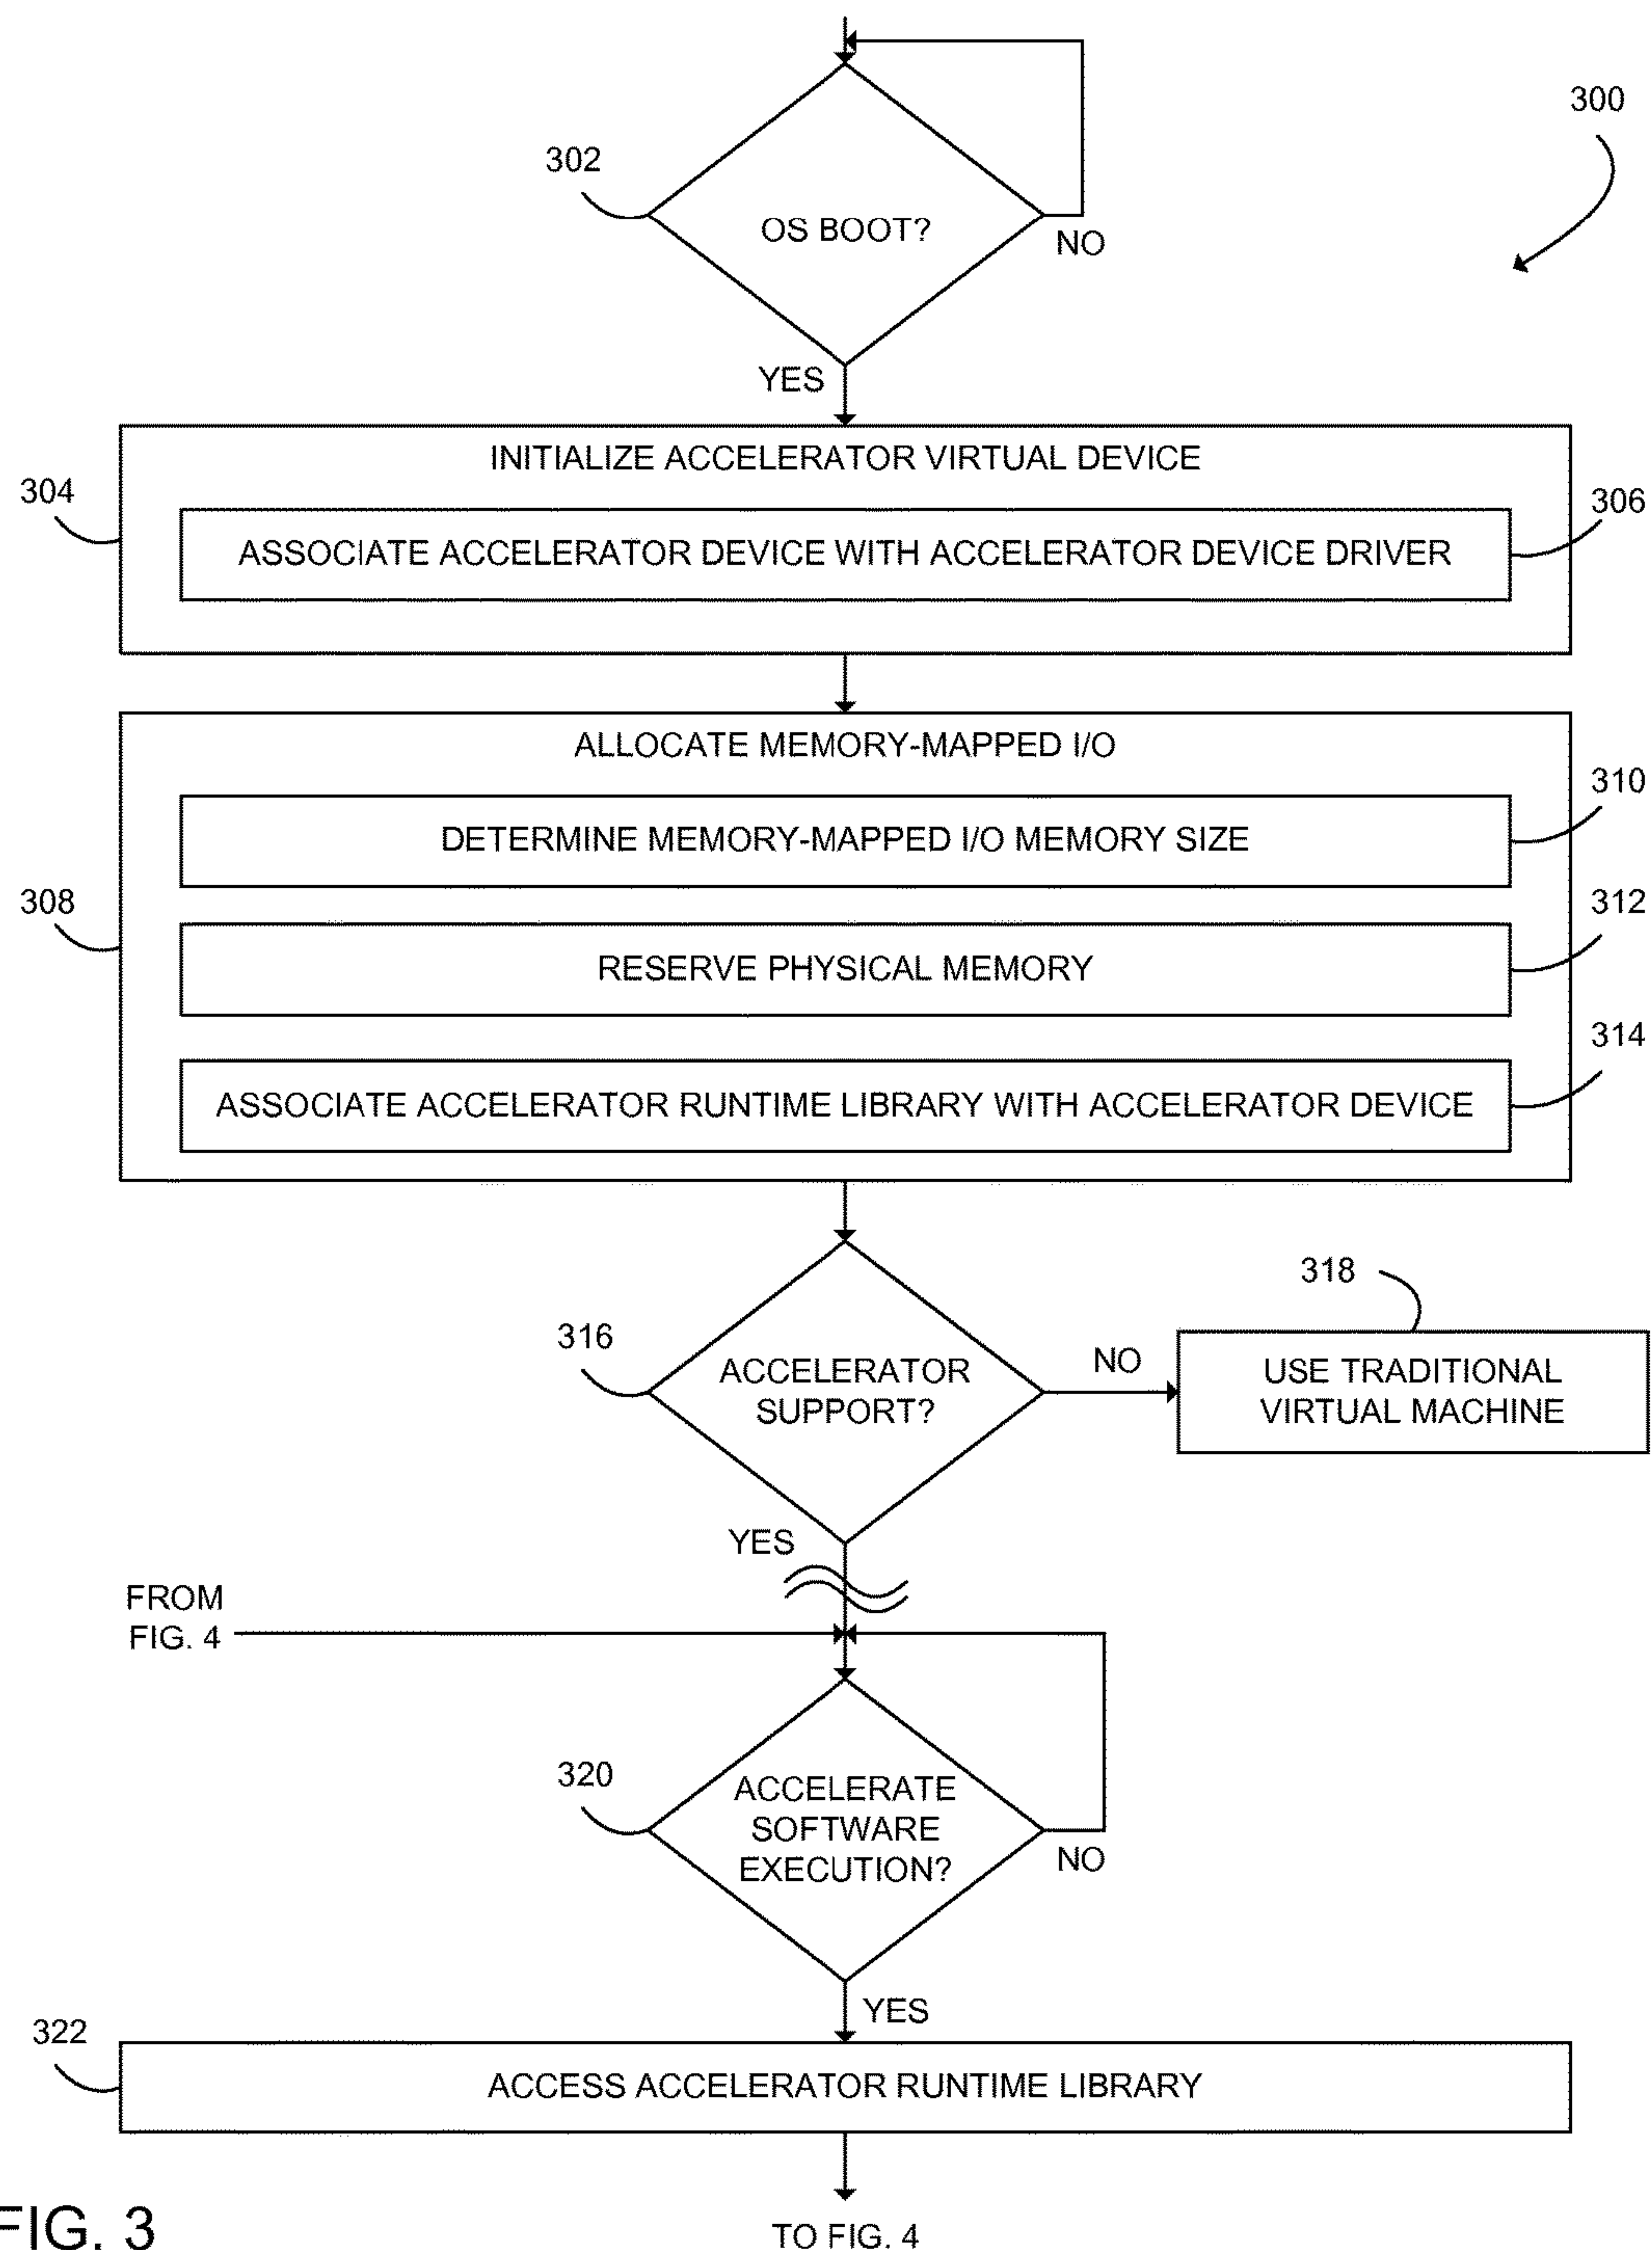 300
302
OS BOOT?
NO
YES
INITIALIZE ACCELERATOR VIRTUAL DEVICE
304
306
ASSOCIATE ACCELERATOR DEVICE WITH ACCELERATOR DEVICE DRIVER
ALLOCATE MEMORY-MAPPED I/O
310
DETERMINE MEMORY-MAPPED I/O MEMORY SIZE
308
312
RESERVE PHYSICAL MEMORY
314
ASSOCIATE ACCELERATOR RUNTIME LIBRARY WITH ACCELERATOR DEVICE
318
316
ACCELERATOR
SUPPORT?
NO
USE TRADITIONAL
VIRTUAL MACHINE
YES
FROM
FIG. 4
320
ACCELERATE
SOFTWARE
EXECUTION?
NO
YES
322
ACCESS ACCELERATOR RUNTIME LIBRARY
FIG. 3
TO FIG. 4